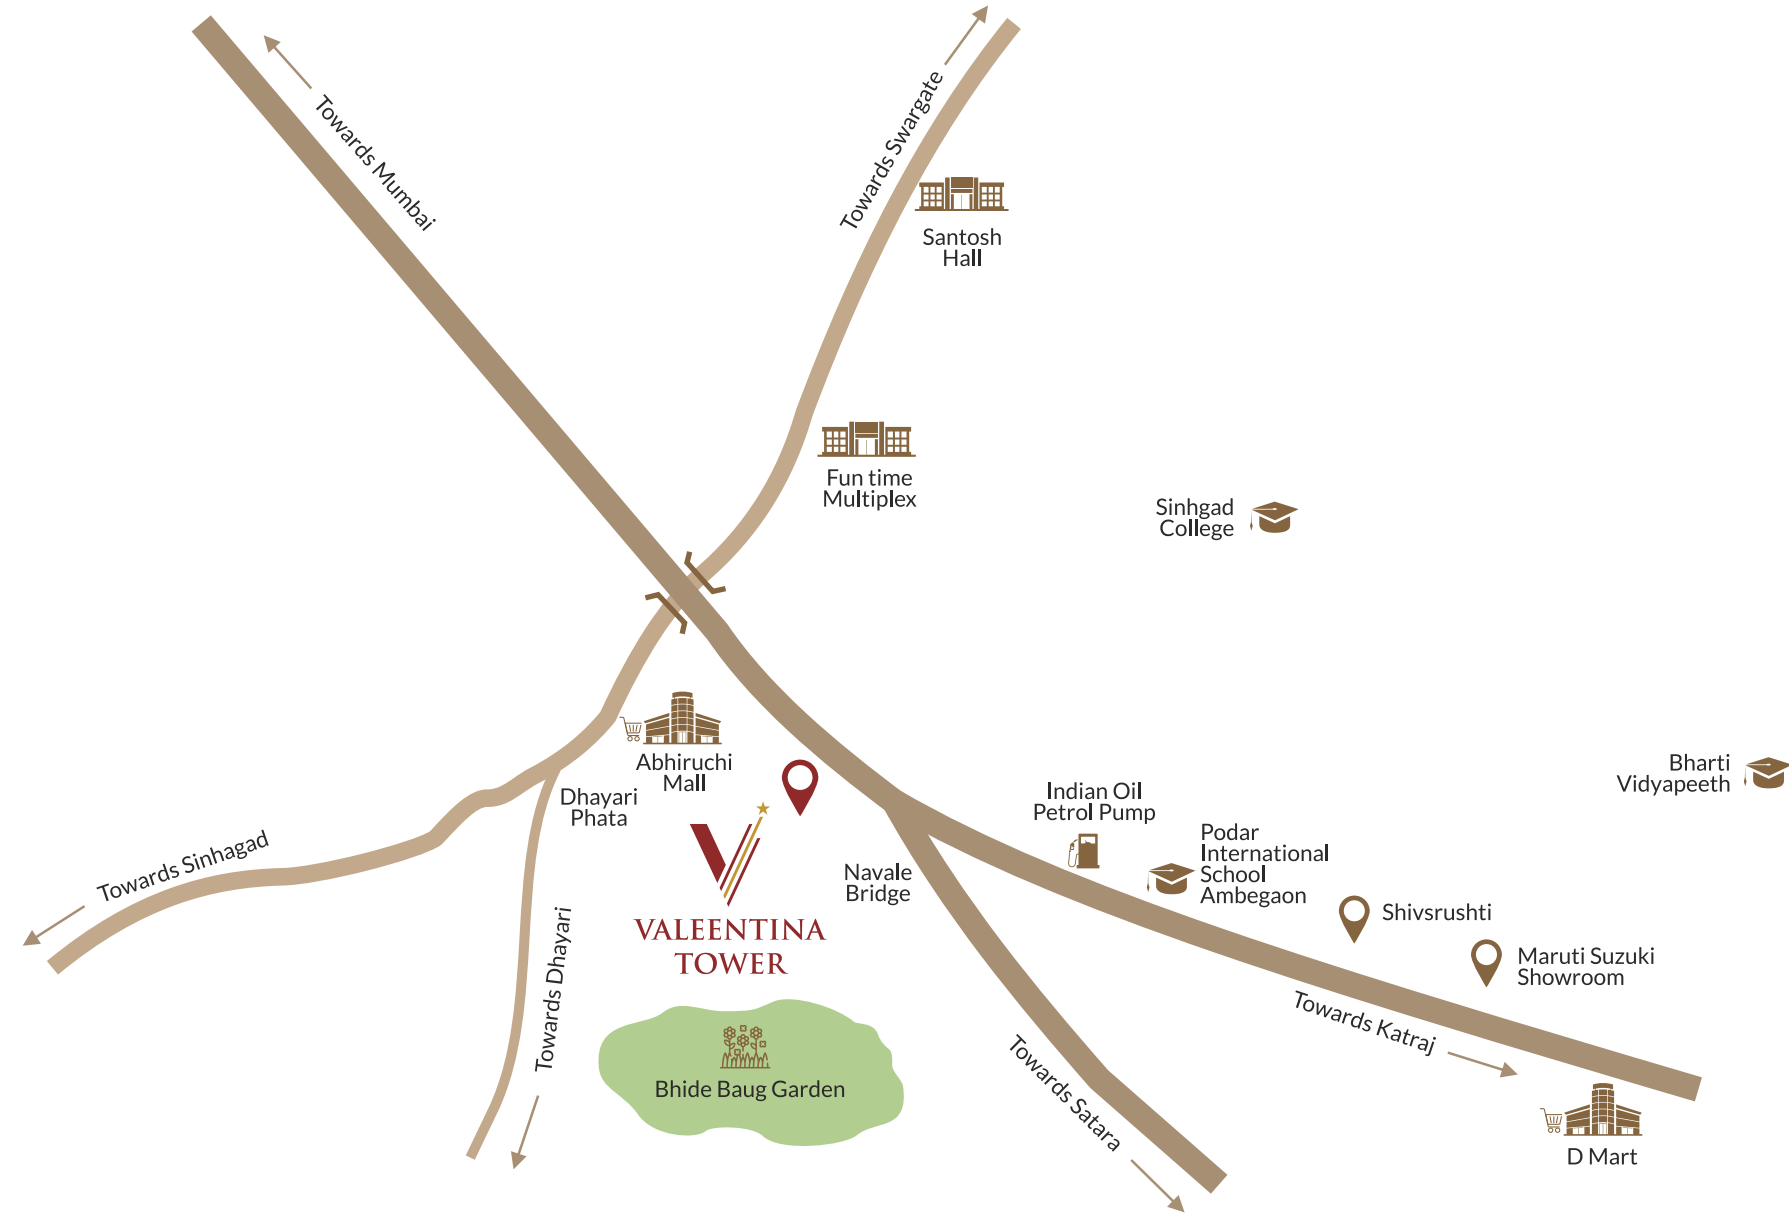 Towards Mumbai
Towards Swargate
Santosh
Hall
Fun time
Multiplex
Sinhgad
College
Abhiruchi
Mall
Dhayari
Phata
Bharti
Vidyapeeth
Indian Oil
Petrol Pump
Podar
International
School
Ambegaon
Navale
Bridge
Towards Sinhagad
VALEENTINA
TOWER
Shivsrushti
Maruti Suzuki
Showroom
Towards Dhayari
Towards Katraj
Bhide Baug Garden
Towards Satara
D Mart